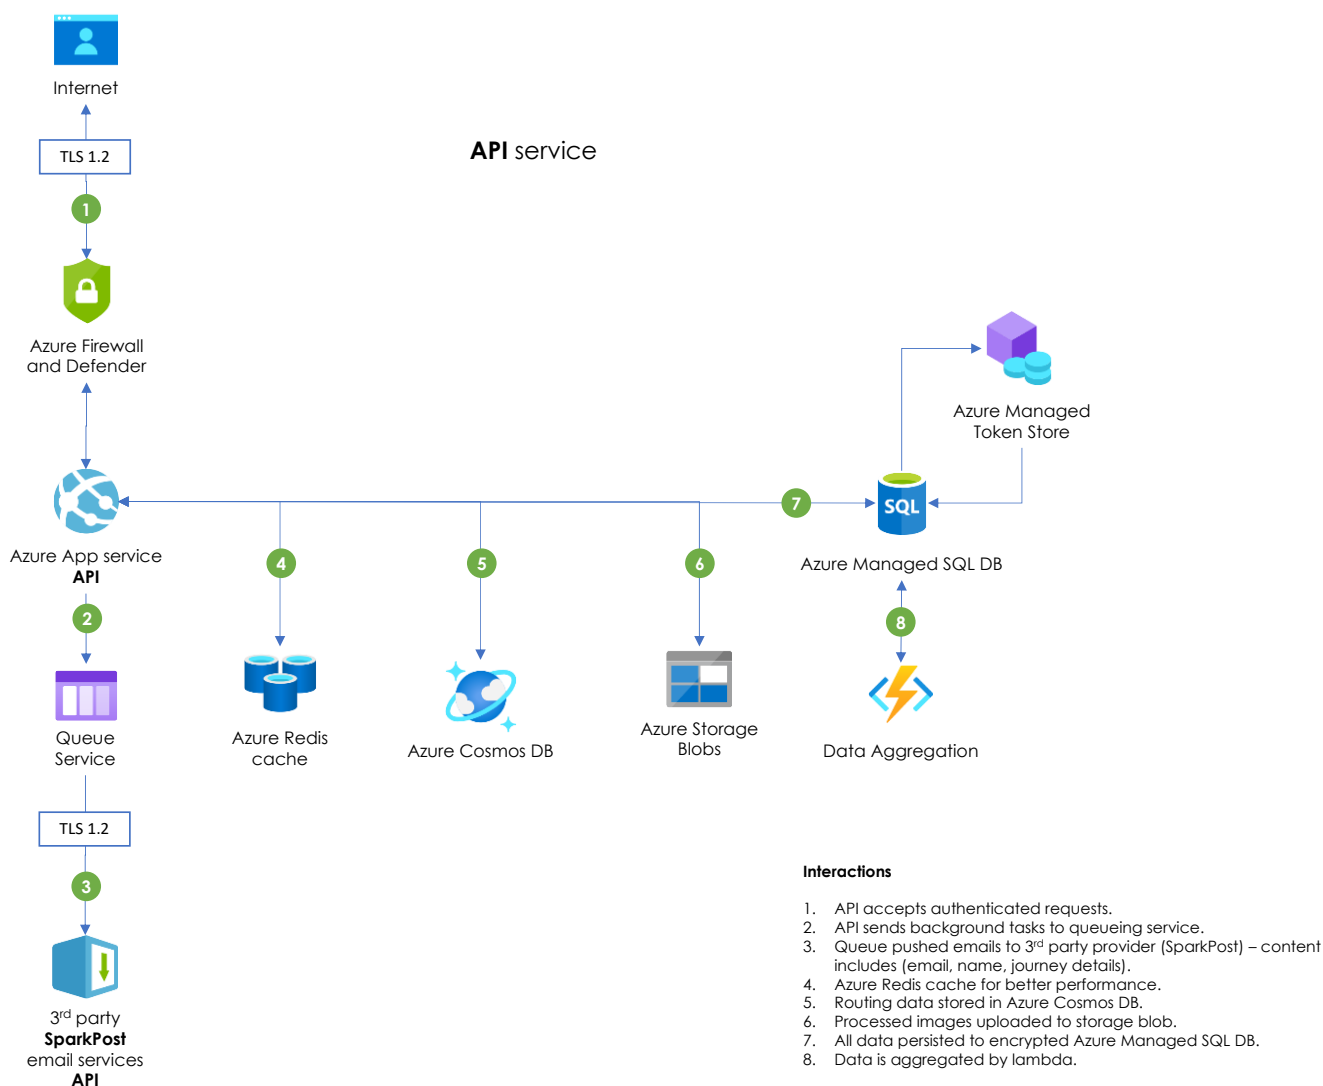 Internet
TLS 1.2
API service
1
Azure Firewall
and Defender
Azure Managed
Token Store
SQL
7
Azure App service
API
4
5
6
Azure Managed SQL DB
2
8
Queue
Service
Azure Redis
cache
Azure Cosmos DB
Azure Storage
Blobs
Data Aggregation
TLS 1.2
3
3rd party
SparkPost
email services
API
Interactions
1. API accepts authenticated requests.
2. API sends background tasks to queueing service.
3. Queue pushed emails to 3rd party provider (SparkPost) – content
includes (email, name, journey details).
4. Azure Redis cache for better performance.
5. Routing data stored in Azure Cosmos DB.
6. Processed images uploaded to storage blob.
7. All data persisted to encrypted Azure Managed SQL DB.
8. Data is aggregated by lambda.